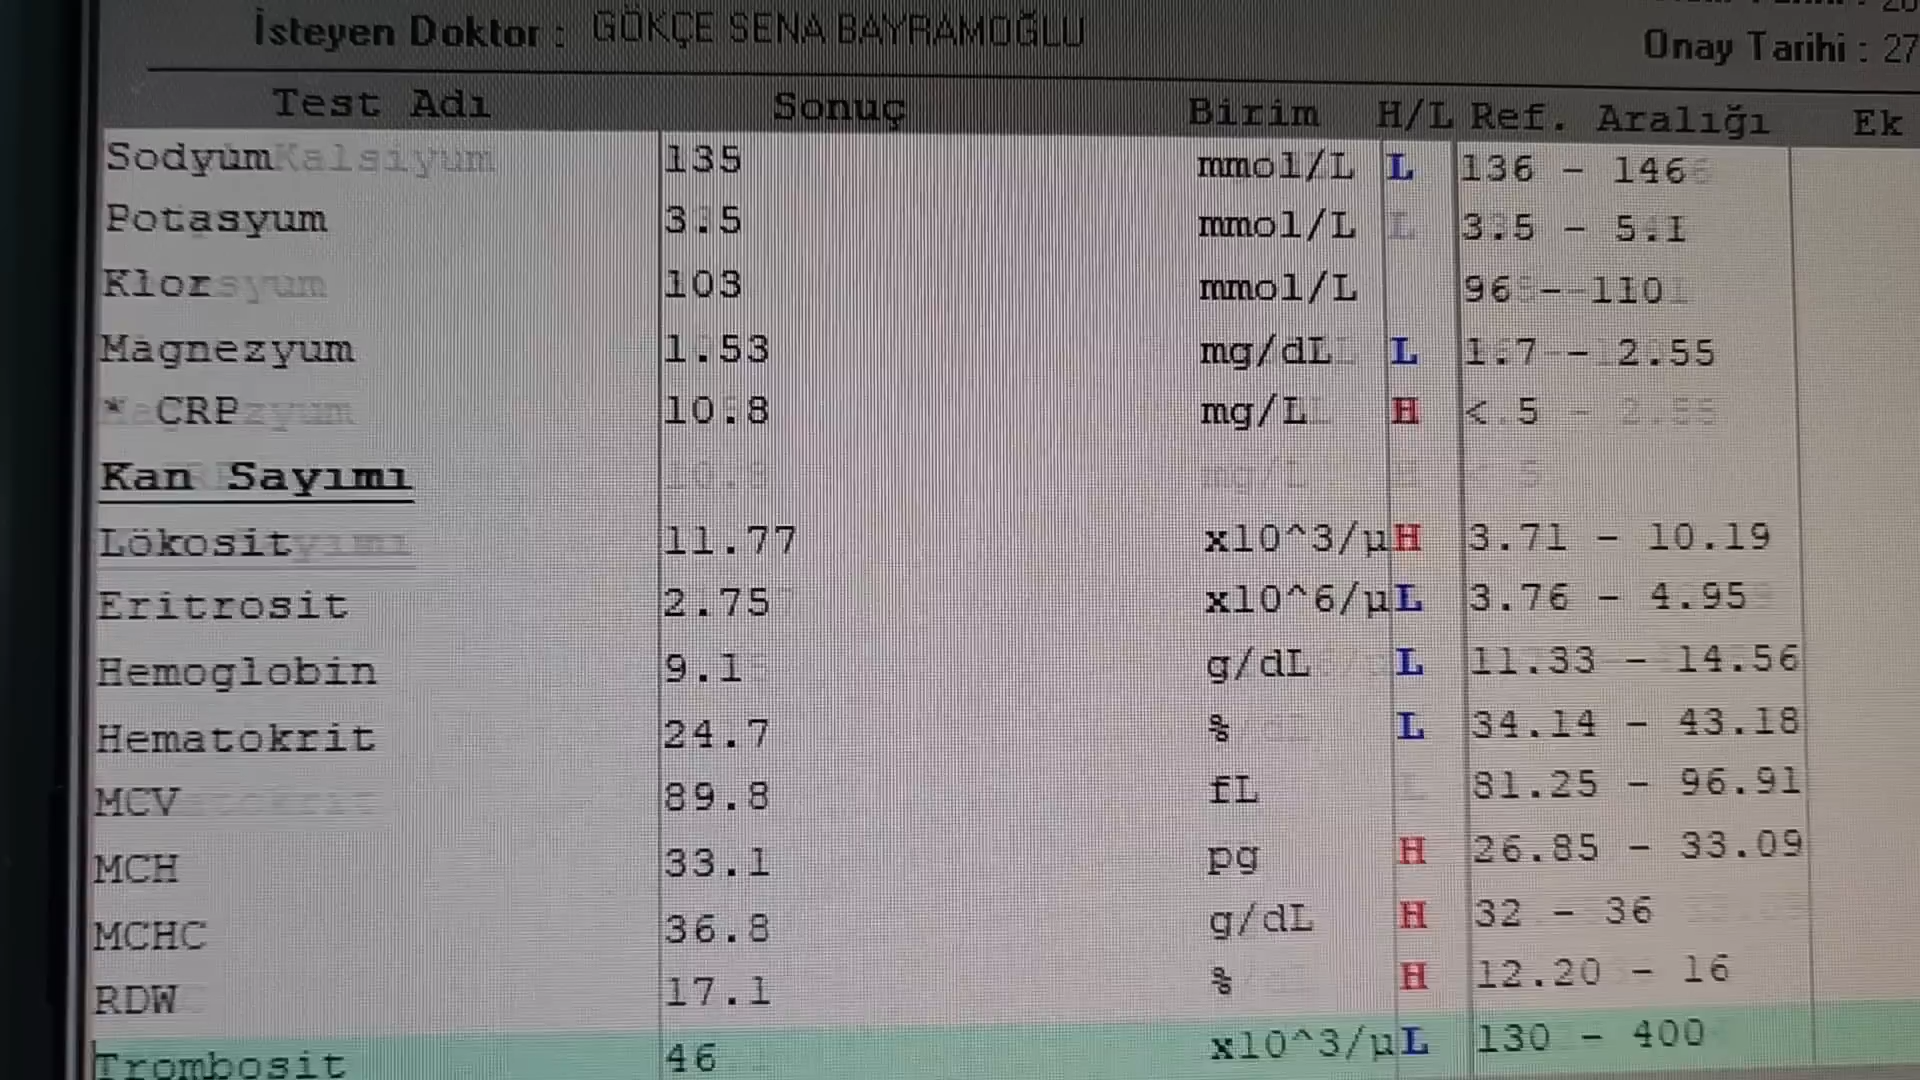 İsteyen Doktor : GÖKÇE SENA BAYRAMOĞLU
Onay Tarihi : 27
Test Adı Sonuç Birim H/L Ref. Aralığı Ek
Sodyum 135 mmol/L L 136 - 146
Potasyum 3.5 mmol/L 3.5 - 5.1
Klor 103 mmol/L 96 - 110
Magnezyum 1.53 mg/dL L 1.7 - 2.55
* CRP 10.8 mg/L H < 5
Kan Sayımı
Lökosit 11.77 x10^3/µ H 3.71 - 10.19
Eritrosit 2.75 x10^6/µ L 3.76 - 4.95
Hemoglobin 9.1 g/dL L 11.33 - 14.56
Hematokrit 24.7 % L 34.14 - 43.18
MCV 89.8 fL 81.25 - 96.91
MCH 33.1 pg H 26.85 - 33.09
MCHC 36.8 g/dL H 32 - 36
RDW 17.1 % H 12.20 - 16
Trombosit 46 x10^3/µ L 130 - 400